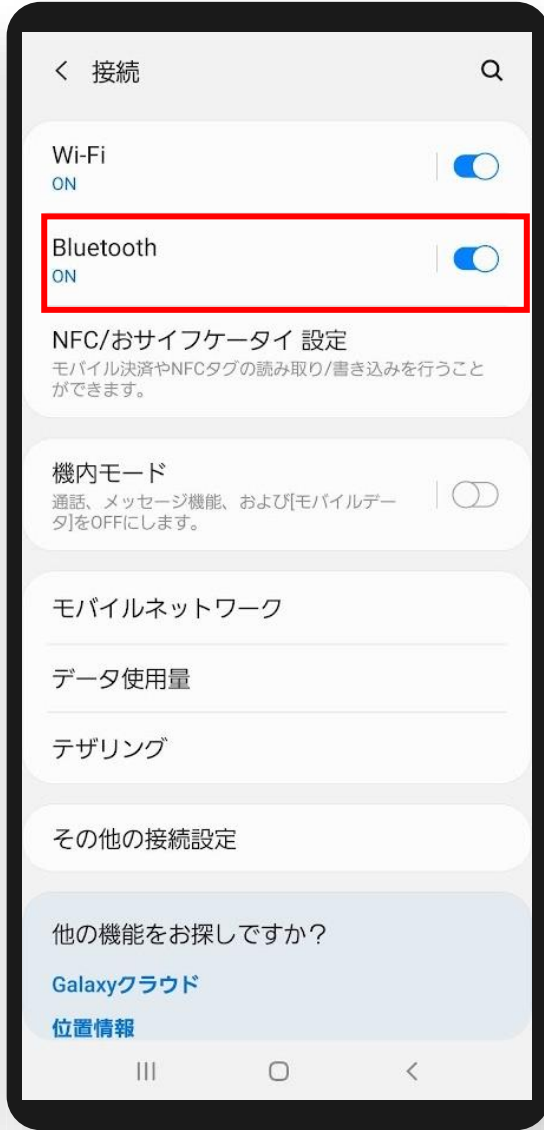 接続
Wi-Fi
ON
Bluetooth
ON
NFC/おサイフケータイ 設定
モバイル決済やNFCタグの読み取り/書き込みを行うこと
ができます。
機内モード
通話、メッセージ機能、および[モバイルデー
タ]をOFFにします。
モバイルネットワーク
データ使用量
テザリング
その他の接続設定
他の機能をお探しですか？
Galaxyクラウド
位置情報